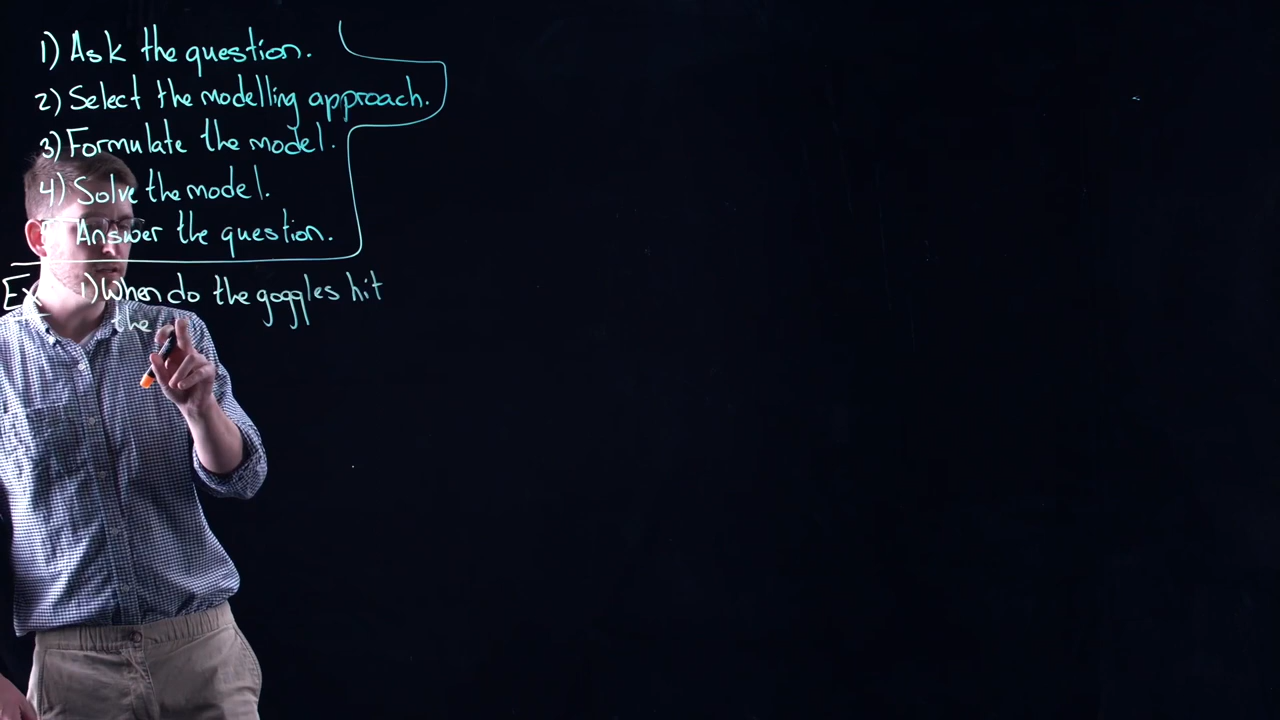 1) Ask the question.
2) Select the modelling approach.
3) Formulate the model.
4) Solve the model.
Answer the question.
Ex 1) When do the goggles hit
the